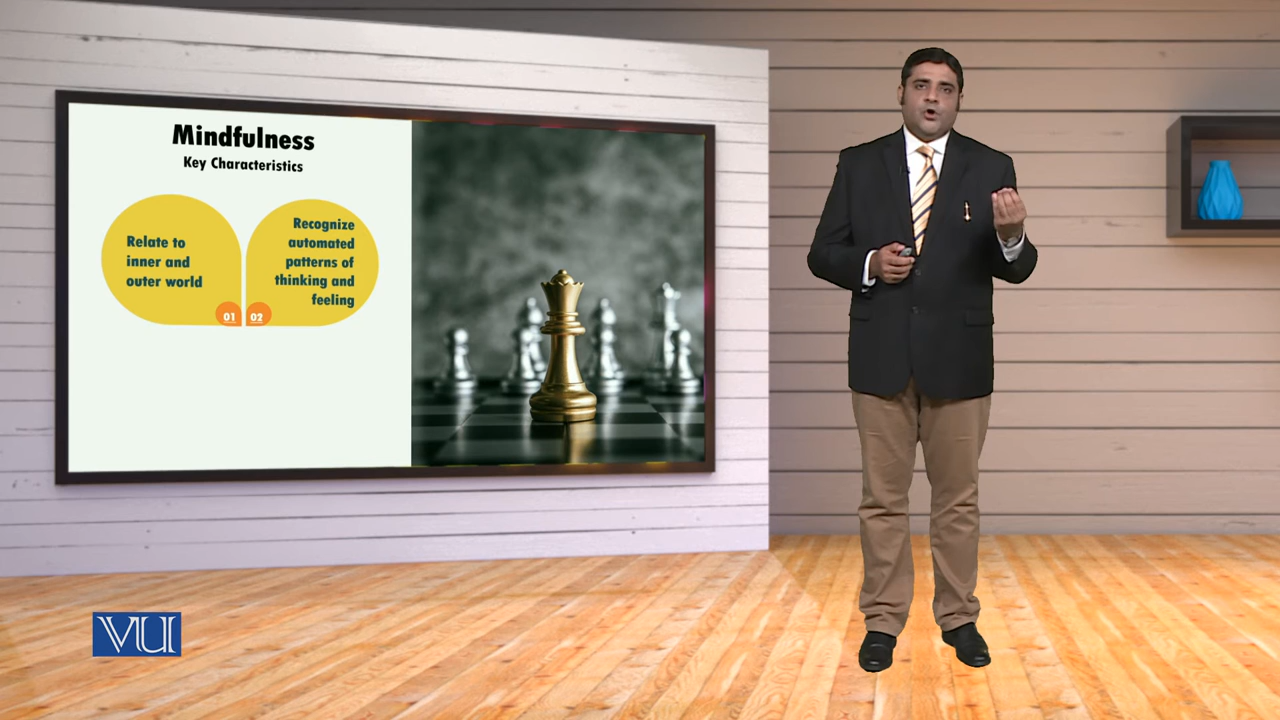 Mindfulness
Key Characteristics
Relate to
inner and
outer world
01
Recognize
automated
patterns of
thinking and
feeling
02
VU